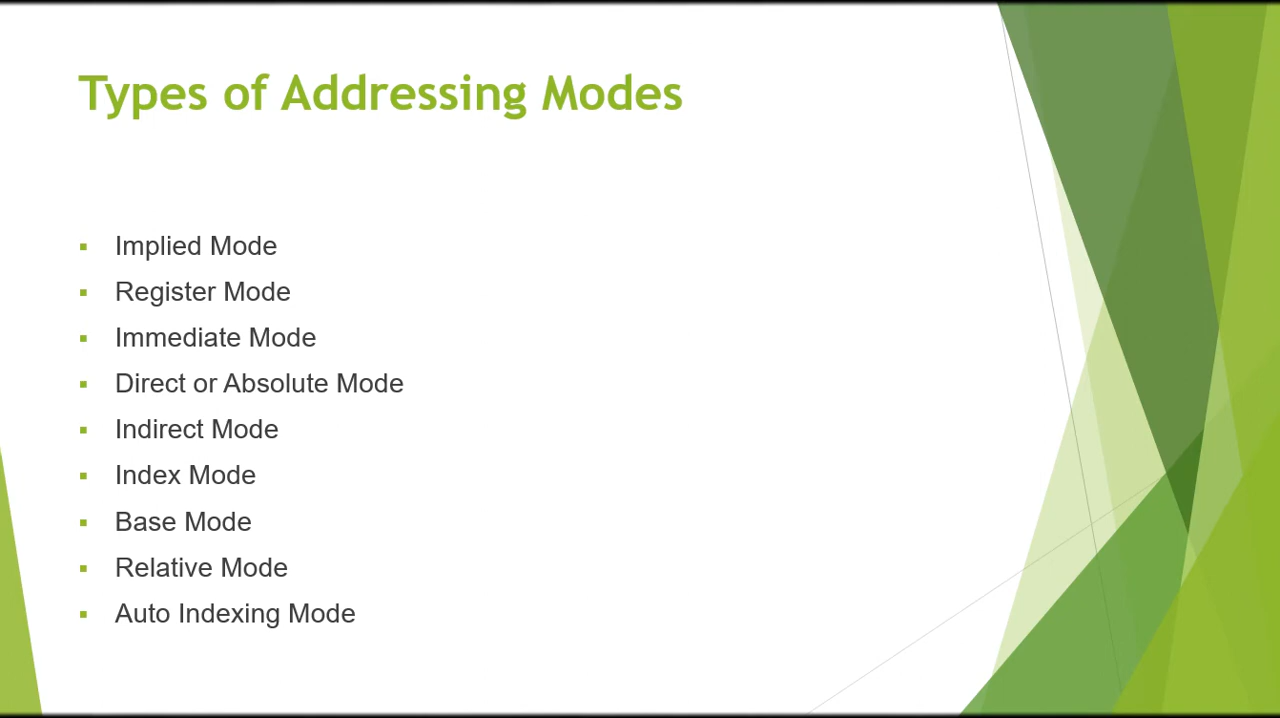 Types of Addressing Modes
Implied Mode
Register Mode
Immediate Mode
Direct or Absolute Mode
Indirect Mode
Index Mode
Base Mode
Relative Mode
Auto Indexing Mode